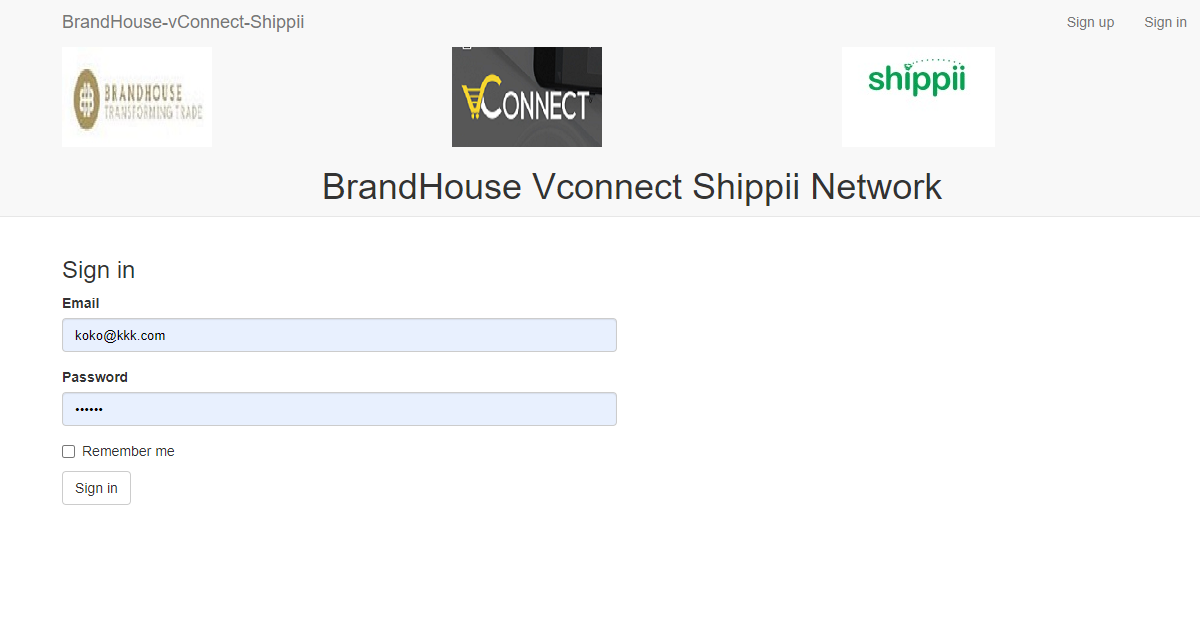 BrandHouse-vConnect-Shippii
Sign up
Sign in
BRANDHOUSE
TRANSFORMING TRADE
VCONNECT
shippii
BrandHouse Vconnect Shippii Network
Sign in
Email
koko@kkk.com
Password
••••••
Remember me
Sign in